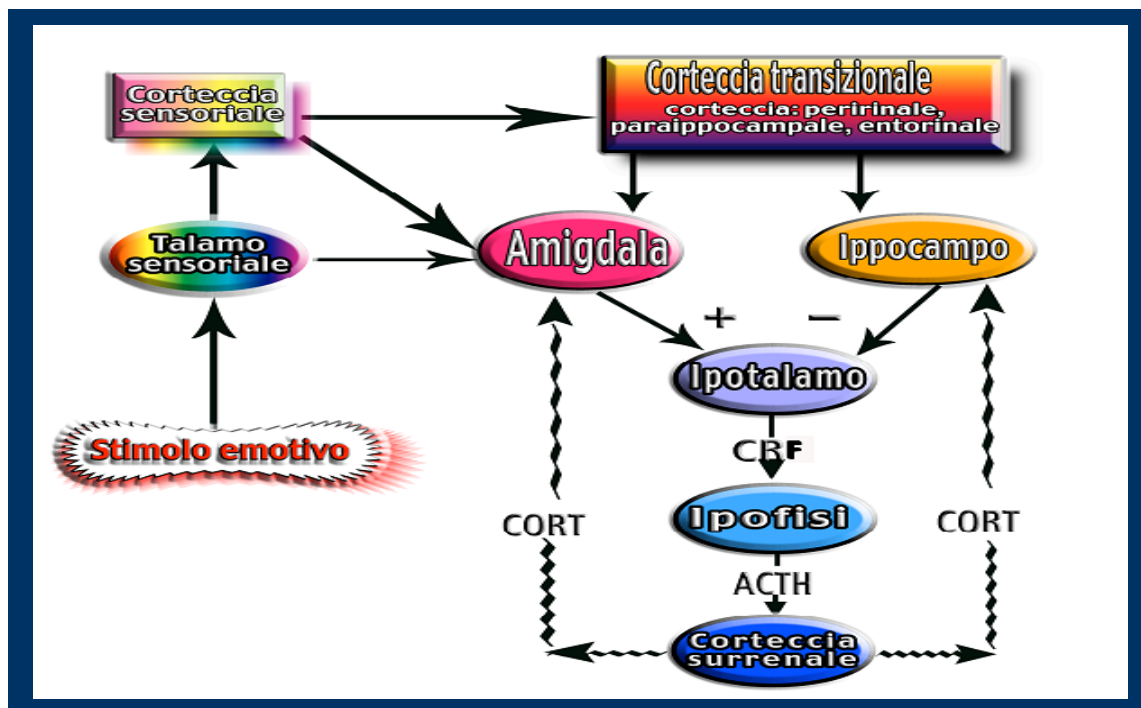 Corteccia
sensoriale
Corteccia transizionale
corteccia: peririnale,
paraippocampale, entorinale
Talamo
sensoriale
Amigdala
Ippocampo
+
−
Ipotalamo
Stimolo emotivo
CRF
Ipofisi
CORT
CORT
ACTH
Corteccia
surrenale